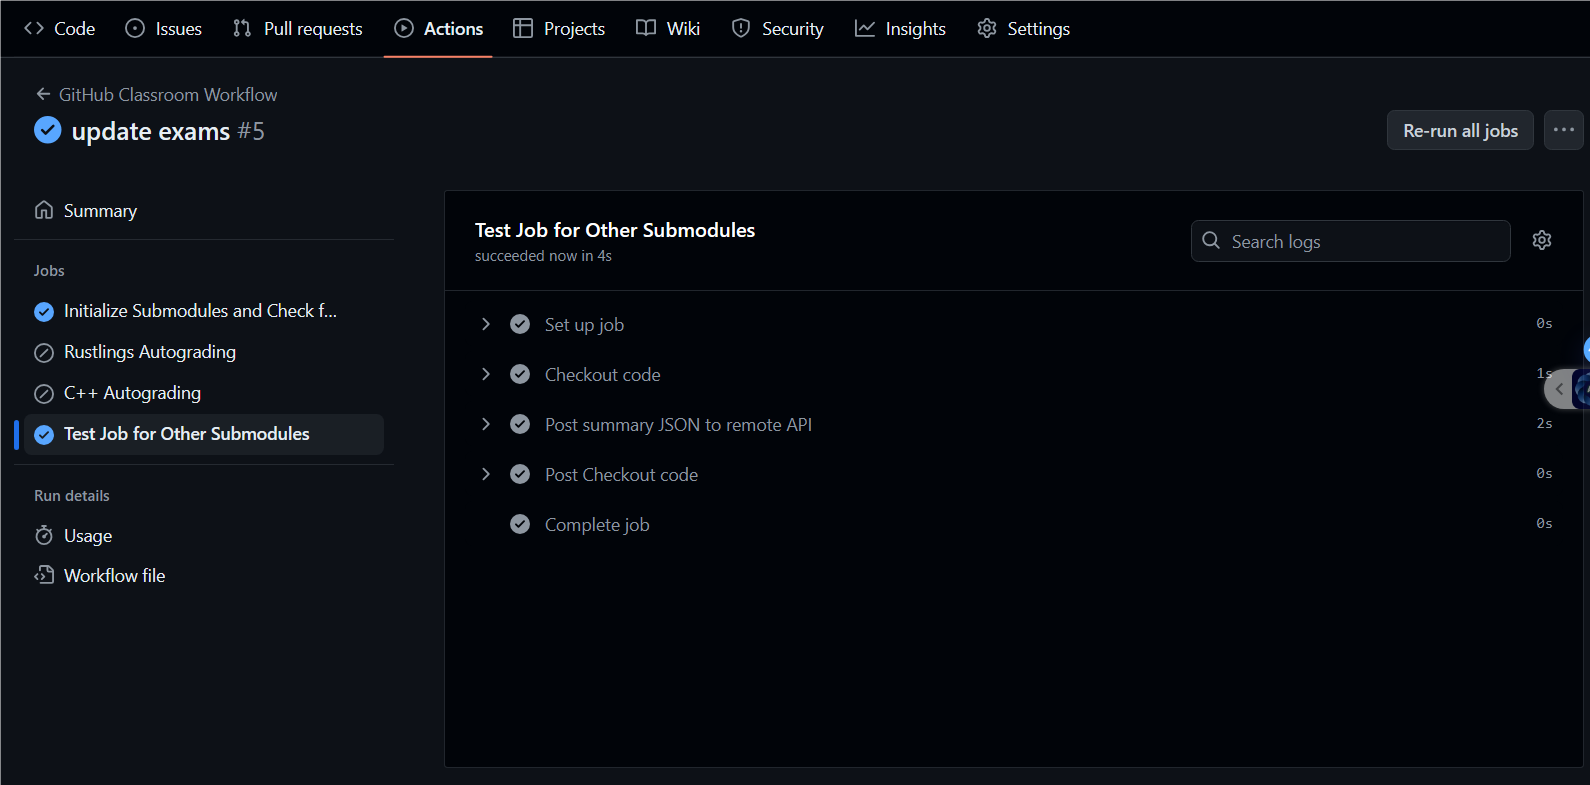 Code Issues Pull requests Actions Projects Wiki Security Insights Settings
GitHub Classroom Workflow
update exams #5
Re-run all jobs
Summary
Jobs
Initialize Submodules and Check f...
Rustlings Autograding
C++ Autograding
Test Job for Other Submodules
Run details
Usage
Workflow file
Test Job for Other Submodules
succeeded now in 4s
Search logs
Set up job 0s
Checkout code 1s
Post summary JSON to remote API 2s
Post Checkout code 0s
Complete job 0s